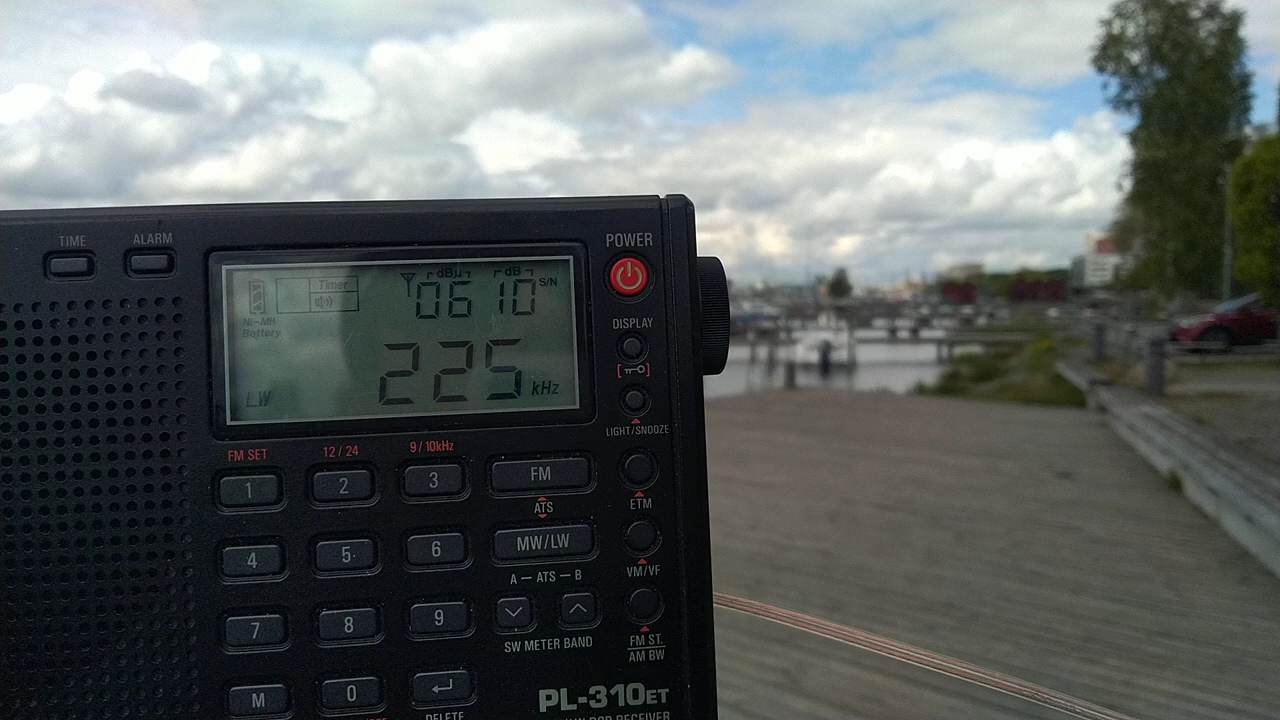 TIME ALARM
POWER
Timer
dBµ dB
0610 S/N
Ni-MH
Battery
DISPLAY
225 kHz
LW
LIGHT/SNOOZE
FM SET 12 / 24 9 / 10kHz
1 2 3 FM
ATS
ETM
4 5 6 MW/LW
A — ATS — B
VM/VF
7 8 9
SW METER BAND
FM ST.
AM BW
M 0
PL-310ET
DELETE
RECEIVER